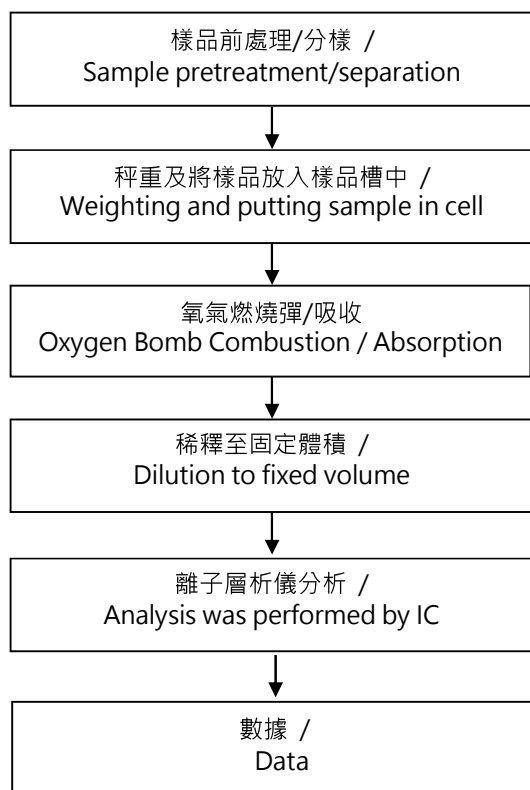 樣品前處理/分樣 /
Sample pretreatment/separation
秤重及將樣品放入樣品槽中 /
Weighting and putting sample in cell
氧氣燃燒彈/吸收
Oxygen Bomb Combustion / Absorption
稀釋至固定體積 /
Dilution to fixed volume
離子層析儀分析 /
Analysis was performed by IC
數據 /
Data